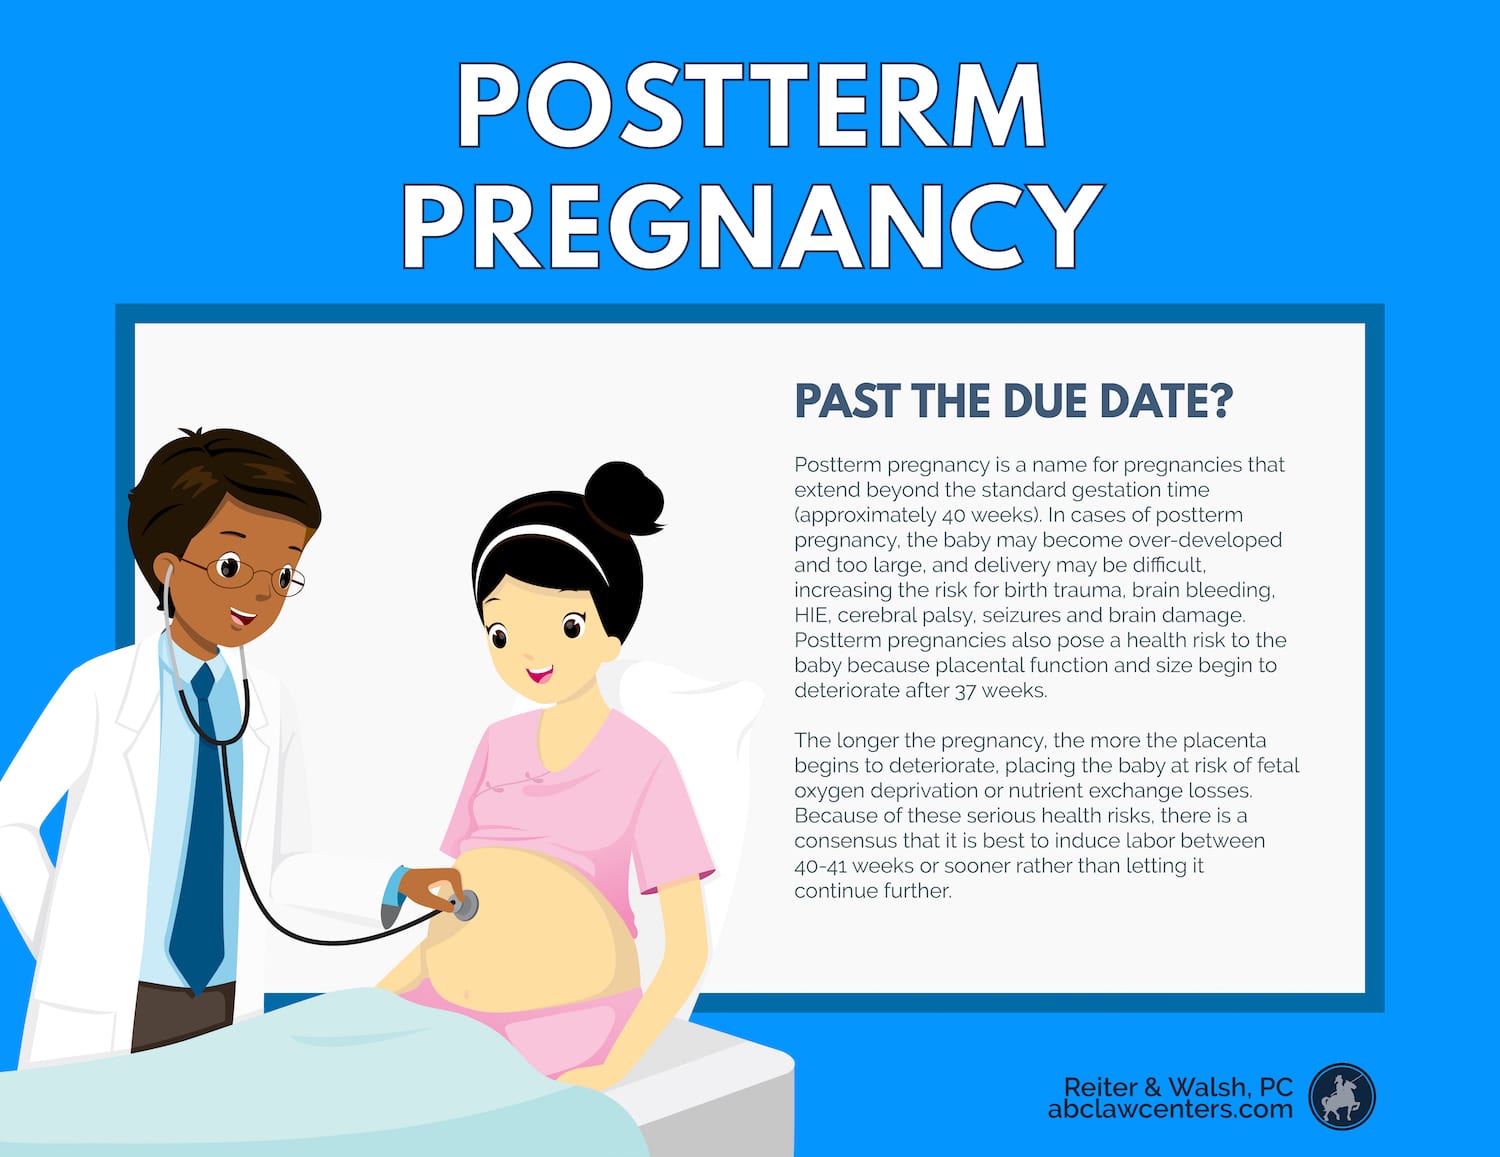 POSTTERM
PREGNANCY
PAST THE DUE DATE?
Postterm pregnancy is a name for pregnancies that
extend beyond the standard gestation time
(approximately 40 weeks). In cases of postterm
pregnancy, the baby may become over-developed
and too large, and delivery may be difficult,
increasing the risk for birth trauma, brain bleeding,
HIE, cerebral palsy, seizures and brain damage.
Postterm pregnancies also pose a health risk to the
baby because placental function and size begin to
deteriorate after 37 weeks.
The longer the pregnancy, the more the placenta
begins to deteriorate, placing the baby at risk of fetal
oxygen deprivation or nutrient exchange losses.
Because of these serious health risks, there is a
consensus that it is best to induce labor between
40-41 weeks or sooner rather than letting it
continue further.
Reiter & Walsh, PC
abclawcenters.com